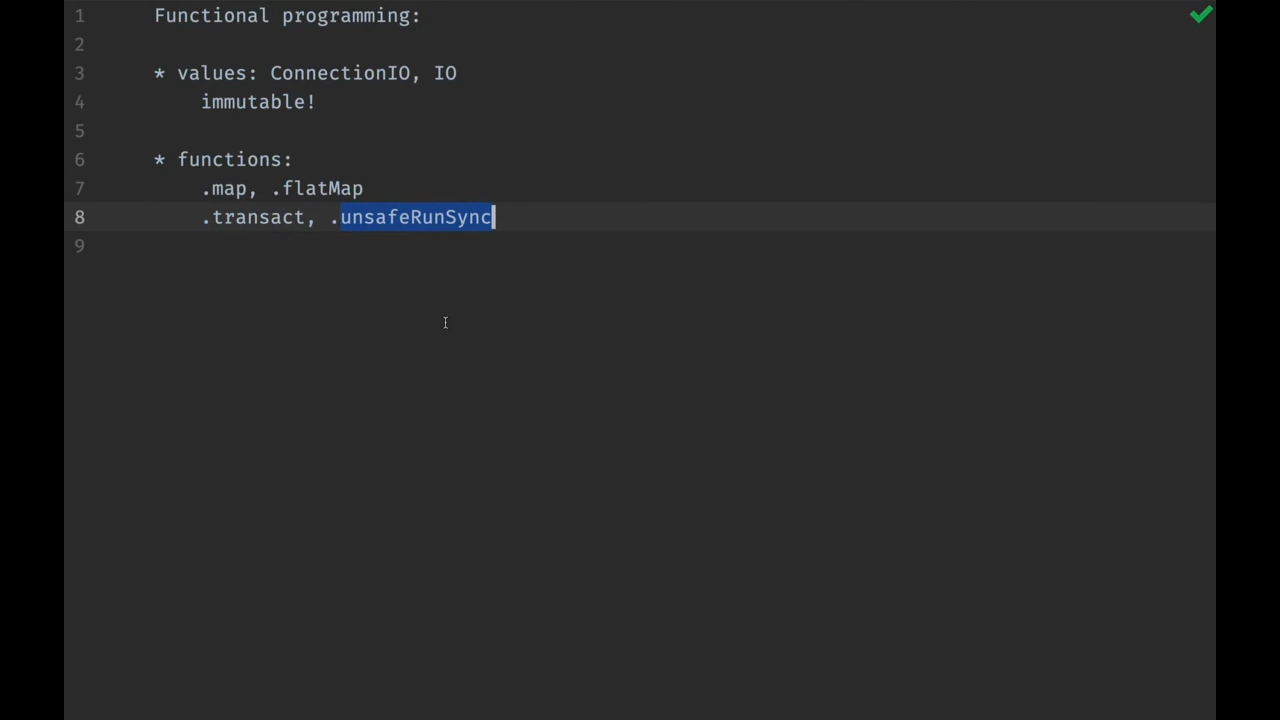 1 Functional programming:
2
3 * values: ConnectionIO, IO
4 immutable!
5
6 * functions:
7 .map, .flatMap
8 .transact, .unsafeRunSync
9